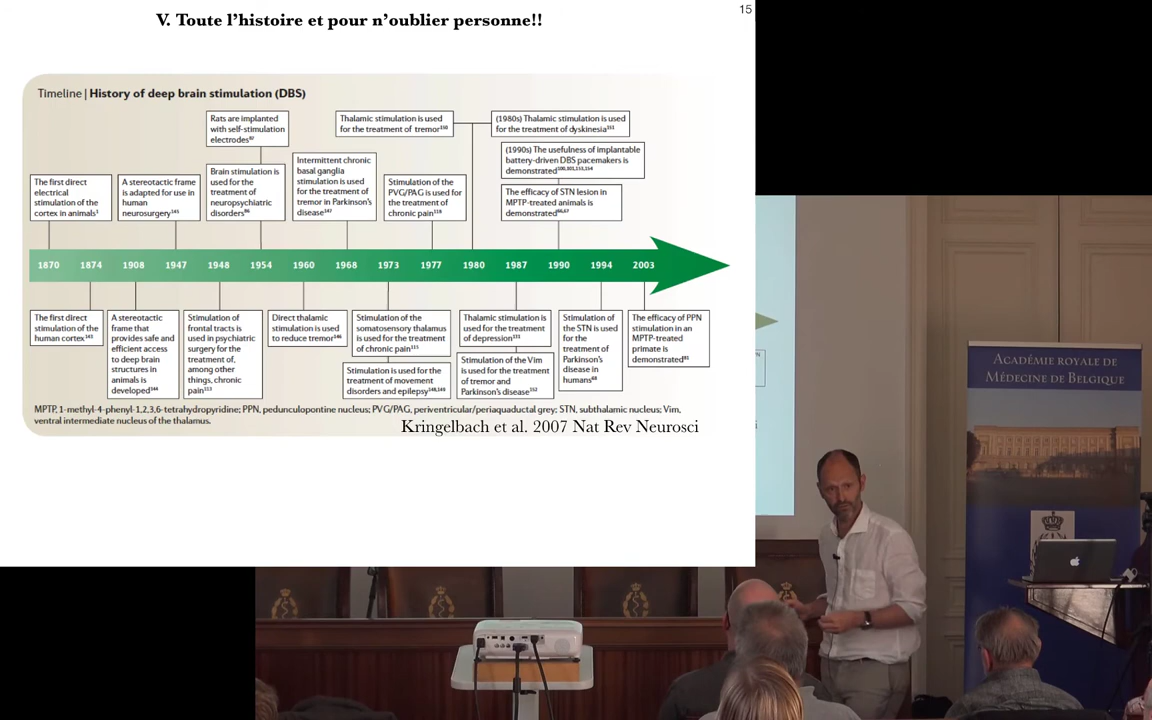 V. Toute l’histoire et pour n’oublier personne!!
15
Timeline | History of deep brain stimulation (DBS)
Rats are implanted
with self-stimulation
electrodes
Thalamic stimulation is used
for the treatment of tremor
(1980s) Thalamic stimulation is used
for the treatment of dyskinesia
(1990s) The usefulness of implantable
battery-driven DBS pacemakers is
demonstrated
The first direct
electrical
stimulation of the
cortex in animals
A stereotactic frame
is adapted for use in
human
neurosurgery
Brain stimulation is
used for the
treatment of
neuropsychiatric
disorders
Intermittent chronic
basal ganglia
stimulation is used
for the treatment of
tremor in Parkinson’s
disease
Stimulation of the
PVG/PAG is used for
the treatment of
chronic pain
The efficacy of STN lesion in
MPTP-treated animals is
demonstrated
1870 1874 1908 1947 1948 1954 1960 1968 1973 1977 1980 1987 1990 1994 2003
The first direct
stimulation of the
human cortex
A stereotactic
frame that
provides safe and
efficient access
to deep brain
structures in
animals is
developed
Stimulation of
frontal tracts is
used in psychiatric
surgery for the
treatment of,
among other
things, chronic
pain
Direct thalamic
stimulation is used
to reduce tremor
Stimulation of the
somatosensory thalamus
is used for the treatment
of chronic pain
Stimulation is used for the
treatment of movement
disorders and epilepsy
Thalamic stimulation is
used for the treatment
of depression
Stimulation of the Vim
is used for the treatment
of tremor and
Parkinson’s disease
Stimulation of
the STN is used
for the
treatment of
Parkinson’s
disease in
humans
The efficacy of PPN
stimulation in an
MPTP-treated
primate is
demonstrated
MPTP, 1-methyl-4-phenyl-1,2,3,6-tetrahydropyridine; PPN, pedunculopontine nucleus; PVG/PAG, periventricular/periaquaductal grey; STN, subthalamic nucleus; Vim,
ventral intermediate nucleus of the thalamus.
Kringelbach et al. 2007 Nat Rev Neurosci
Académie royale de
Médecine de Belgique